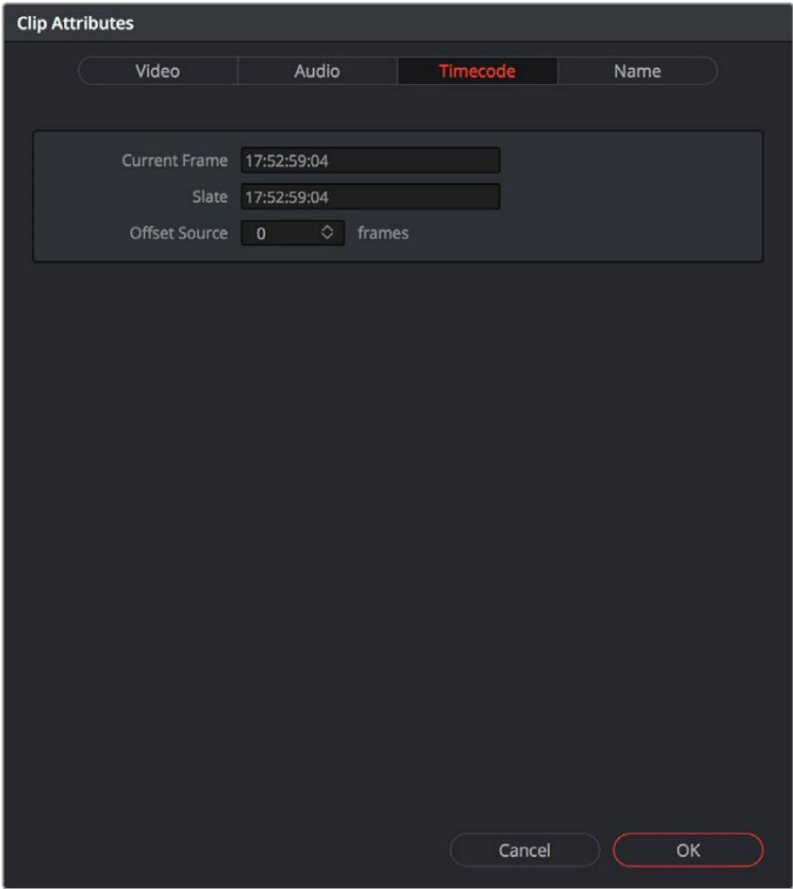 Clip Attributes
Video Audio Timecode Name
Current Frame 17:52:59:04
Slate 17:52:59:04
Offset Source 0 frames
Cancel OK